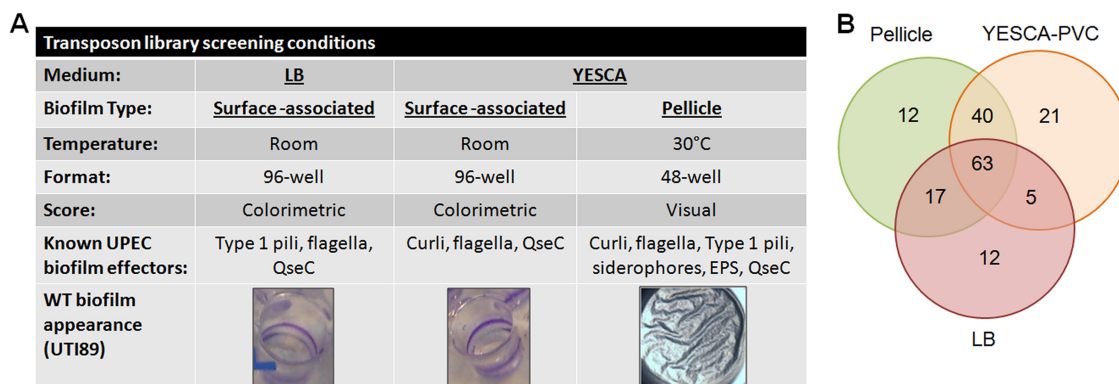 A
Transposon library screening conditions
Medium: LB YESCA
Biofilm Type: Surface-associated Surface-associated Pellicle
Temperature: Room Room 30°C
Format: 96-well 96-well 48-well
Score: Colorimetric Colorimetric Visual
Known UPEC biofilm effectors: Type 1 pili, flagella, QseC Curli, flagella, QseC Curli, flagella, Type 1 pili, siderophores, EPS, QseC
WT biofilm
appearance
(UTI89)
B
Pellicle YESCA-PVC
12 40 21
63
17 5
12
LB